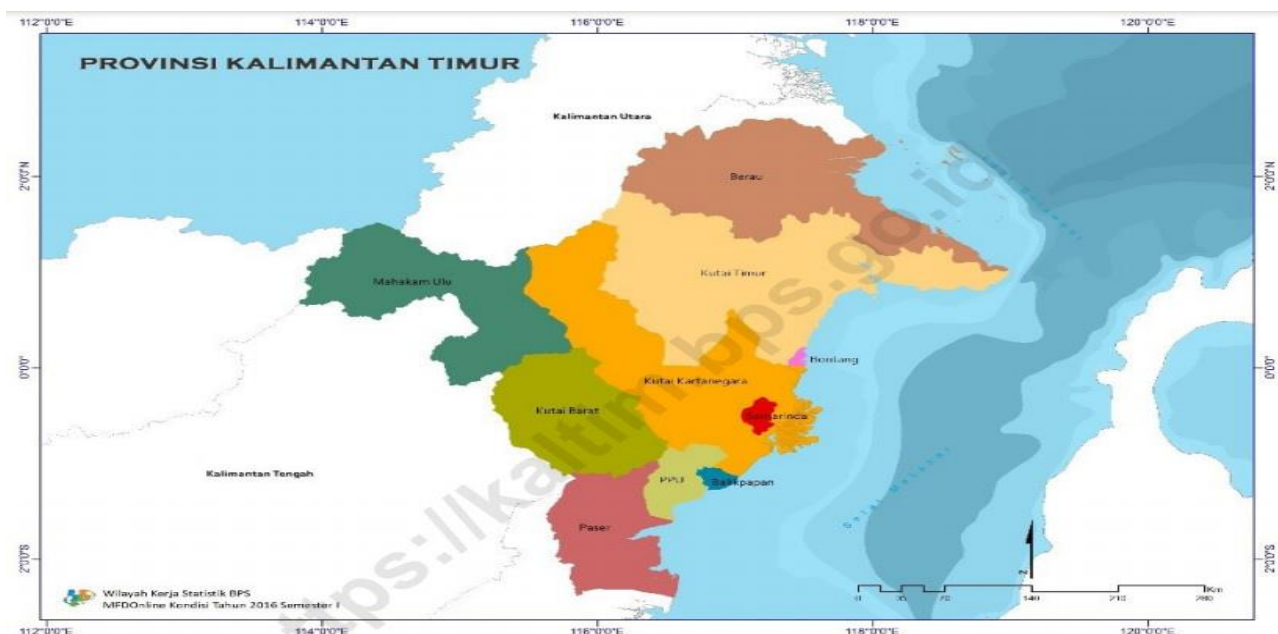 112°0'0"E 114°0'0"E 116°0'0"E 118°0'0"E 120°0'0"E
PROVINSI KALIMANTAN TIMUR
Kalimantan Utara
2°0'0"N 2°0'0"N
Berau
Kutai Timur
Mahakam Ulu
0°0'0" 0°0'0"
Bontang
Kutai Kartanegara
Kutai Barat
Samarinda
Kalimantan Tengah
PPU
Balikpapan
Selat Makasar
Paser
2°0'0"S 2°0'0"S
Wilayah Kerja Statistik BPS
MFDOnline Kondisi Tahun 2016 Semester I
0 35 70 140 210 280
Km
112°0'0"E 114°0'0"E 116°0'0"E 118°0'0"E 120°0'0"E
https://kaltim.bps.go.id